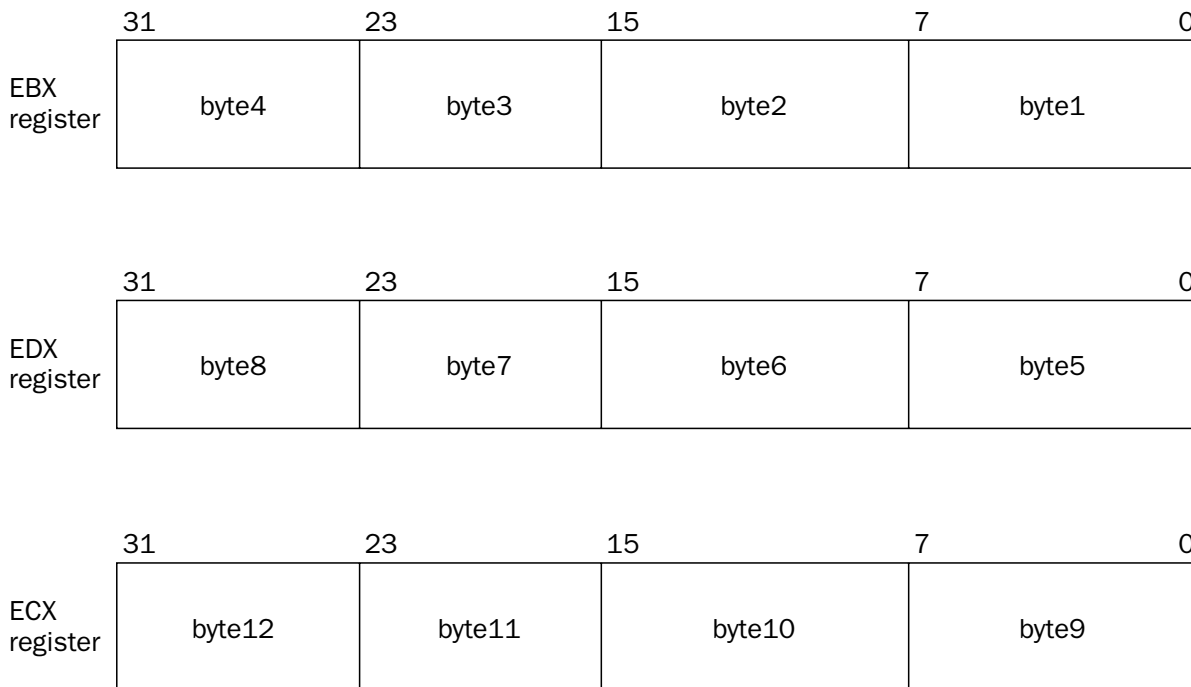 31 23 15 7 0
EBX
register
byte4 byte3 byte2 byte1
31 23 15 7 0
EDX
register
byte8 byte7 byte6 byte5
31 23 15 7 0
ECX
register
byte12 byte11 byte10 byte9